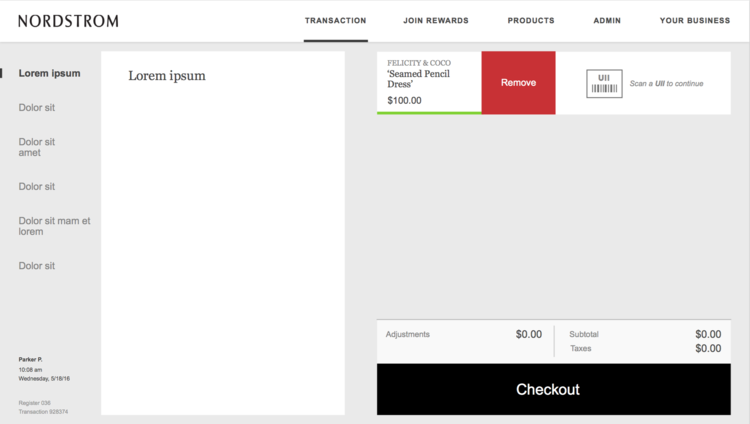 NORDSTROM
TRANSACTION
JOIN REWARDS
PRODUCTS
ADMIN
YOUR BUSINESS
Lorem ipsum
Dolor sit
Dolor sit
amet
Dolor sit
Dolor sit mam et
lorem
Dolor sit
Parker P.
10:08 am
Wednesday, 5/18/16
Register 036
Transaction 828374
Lorem ipsum
FELICITY & COCO
'Seamed Pencil
Dress'
$100.00
Remove
UII
Scan a UII to continue
Adjustments $0.00
Subtotal $0.00
Taxes $0.00
Checkout